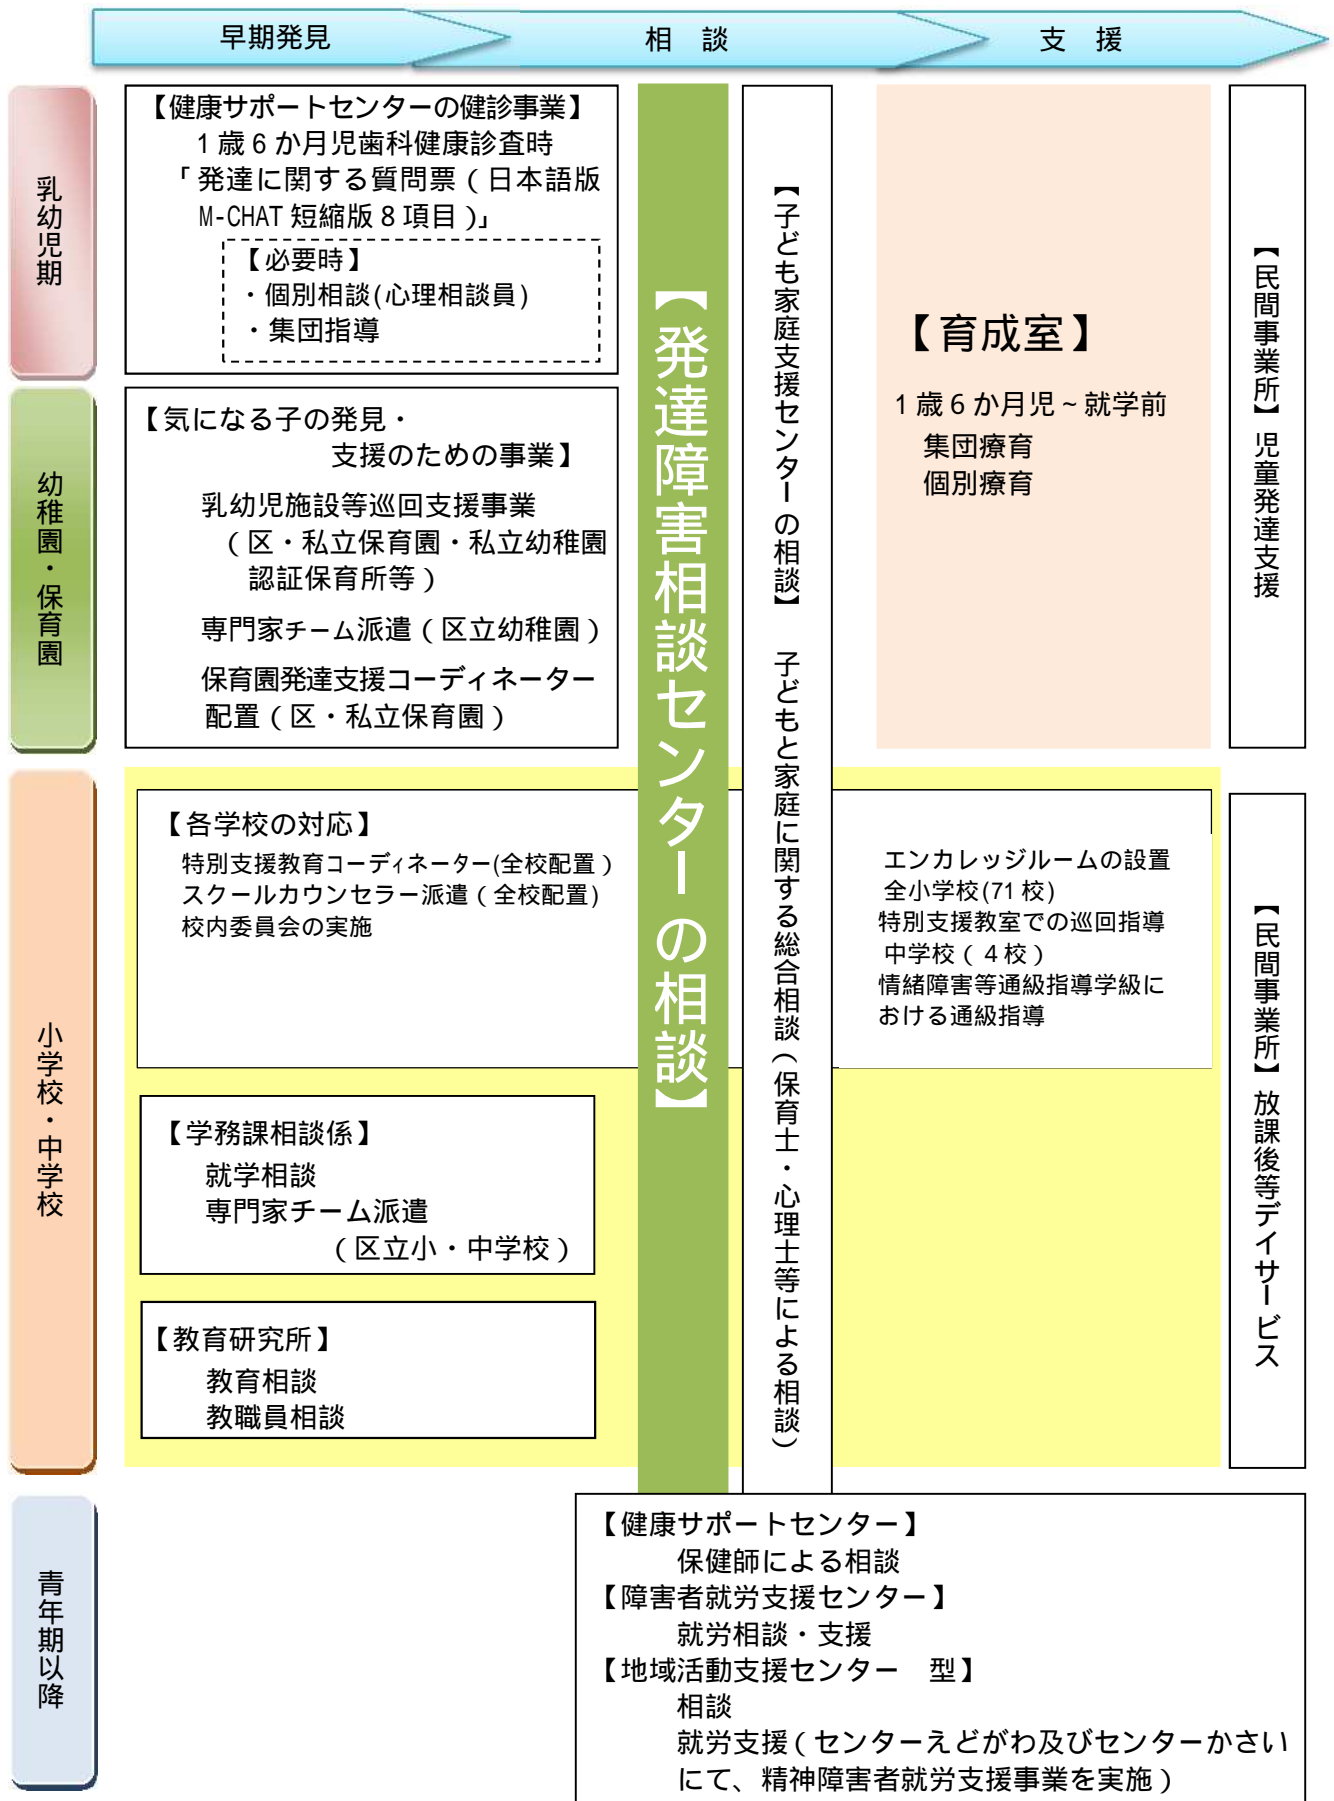 早期発見
相　談
支　援
乳幼児期
【健康サポートセンターの健診事業】
1歳6か月児歯科健康診査時
「発達に関する質問票（日本語版
M-CHAT 短縮版8項目）」
【必要時】
・個別相談(心理相談員)
・集団指導
幼稚園・保育園
【気になる子の発見・
支援のための事業】
乳幼児施設等巡回支援事業
（区・私立保育園・私立幼稚園
認証保育所等）
専門家チーム派遣（区立幼稚園）
保育園発達支援コーディネーター
配置（区・私立保育園）
【発達障害相談センターの相談】
【子ども家庭支援センターの相談】　子どもと家庭に関する総合相談（保育士・心理士等による相談）
【育成室】
1歳6か月児～就学前
集団療育
個別療育
【民間事業所】児童発達支援
小学校・中学校
【各学校の対応】
特別支援教育コーディネーター(全校配置）
スクールカウンセラー派遣（全校配置)
校内委員会の実施
エンカレッジルームの設置
全小学校(71校)
特別支援教室での巡回指導
中学校（4校）
情緒障害等通級指導学級に
おける通級指導
【学務課相談係】
就学相談
専門家チーム派遣
（区立小・中学校）
【教育研究所】
教育相談
教職員相談
【民間事業所】放課後等デイサービス
青年期以降
【健康サポートセンター】
保健師による相談
【障害者就労支援センター】
就労相談・支援
【地域活動支援センター　型】
相談
就労支援（センターえどがわ及びセンターかさい
にて、精神障害者就労支援事業を実施）